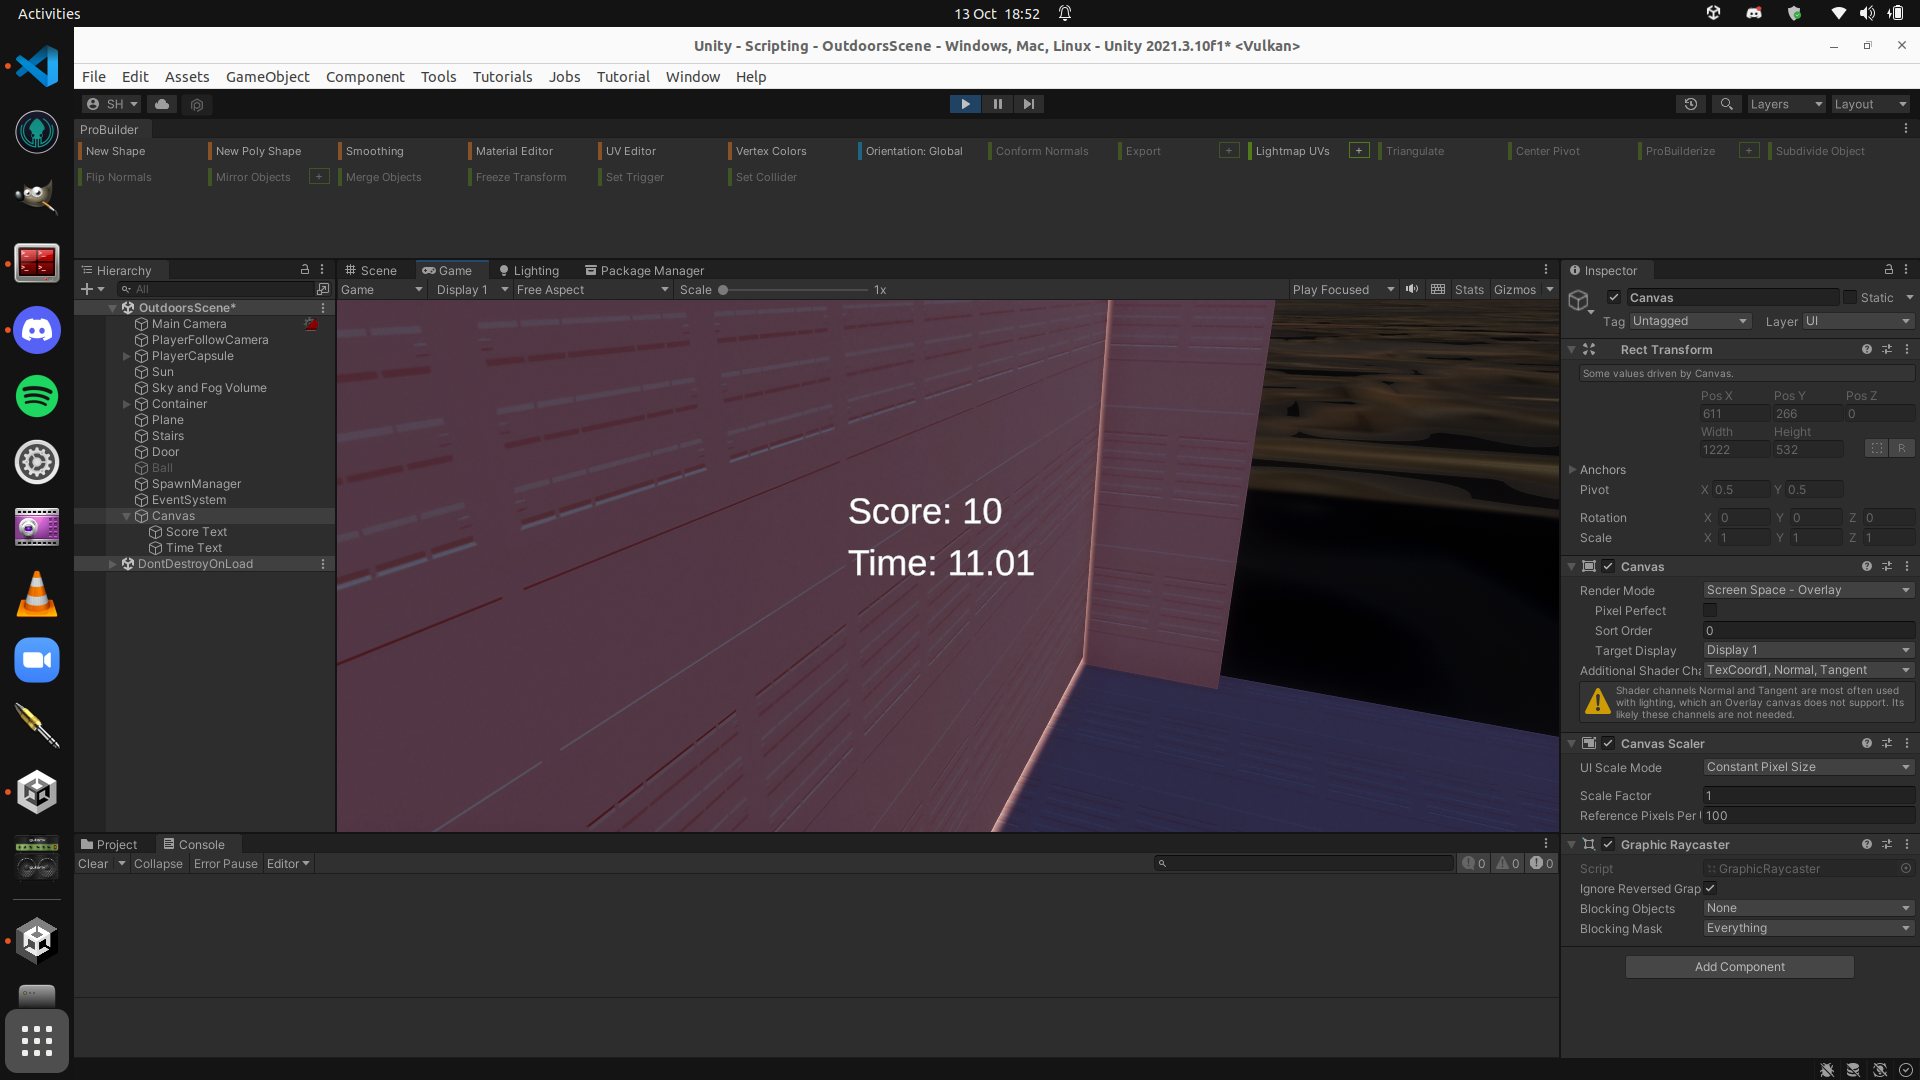 Activities
13 Oct 18:52
Unity - Scripting - OutdoorsScene - Windows, Mac, Linux - Unity 2021.3.10f1* <Vulkan>
File Edit Assets GameObject Component Tools Tutorials Jobs Tutorial Window Help
SH
Layers Layout
ProBuilder
New Shape New Poly Shape Smoothing Material Editor UV Editor Vertex Colors Orientation: Global Conform Normals Export + Lightmap UVs + Triangulate Center Pivot ProBuilderize + Subdivide Object
Flip Normals Mirror Objects + Merge Objects Freeze Transform Set Trigger Set Collider
Hierarchy
All
OutdoorsScene*
Main Camera
PlayerFollowCamera
PlayerCapsule
Sun
Sky and Fog Volume
Container
Plane
Stairs
Door
Ball
SpawnManager
EventSystem
Canvas
Score Text
Time Text
DontDestroyOnLoad
Scene Game Lighting Package Manager
Game Display 1 Free Aspect Scale 1x Play Focused Stats Gizmos
Score: 10
Time: 11.01
Project Console
Clear Collapse Error Pause Editor
0 0 0
Inspector
Canvas Static
Tag Untagged Layer UI
Rect Transform
Some values driven by Canvas.
Pos X Pos Y Pos Z
611 266 0
Width Height
1222 532 R
Anchors
Pivot X 0.5 Y 0.5
Rotation X 0 Y 0 Z 0
Scale X 1 Y 1 Z 1
Canvas
Render Mode Screen Space - Overlay
Pixel Perfect
Sort Order 0
Target Display Display 1
Additional Shader Cha TexCoord1, Normal, Tangent
Shader channels Normal and Tangent are most often used
with lighting, which an Overlay canvas does not support. Its
likely these channels are not needed.
Canvas Scaler
UI Scale Mode Constant Pixel Size
Scale Factor 1
Reference Pixels Per 100
Graphic Raycaster
Script GraphicRaycaster
Ignore Reversed Grap
Blocking Objects None
Blocking Mask Everything
Add Component